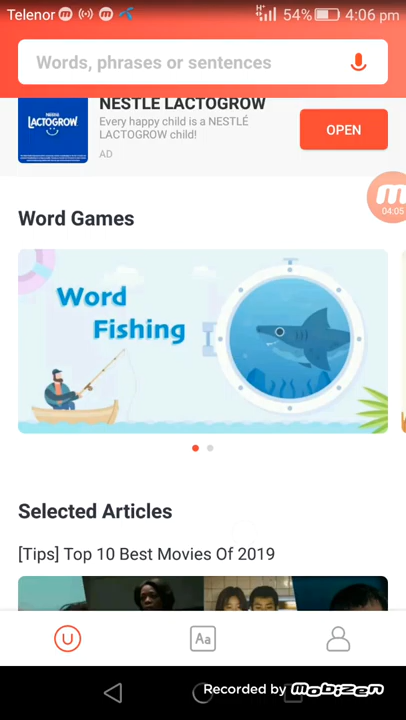 Telenor
54% 4:06 pm
Words, phrases or sentences
NESTLÉ LACTOGROW
Nestlé
LACTOGROW
Every happy child is a NESTLÉ
LACTOGROW child!
OPEN
AD
04:05
Word Games
Word
Fishing
Selected Articles
[Tips] Top 10 Best Movies Of 2019
U
Aa
Recorded by Mobizen